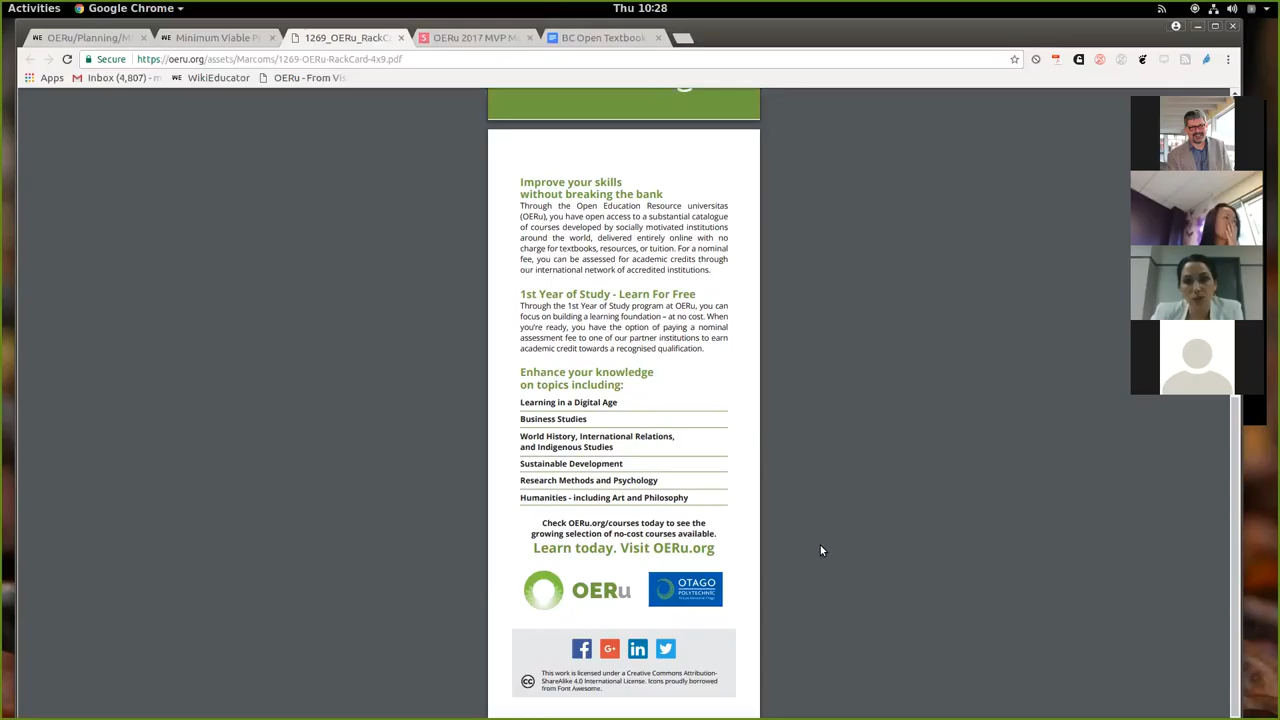 Activities
Google Chrome
Thu 10:28
OERu/Planning/M
Minimum Viable P
1269_OERu_RackC
OERu 2017 MVP M
BC Open Textbook
Secure
https://oeru.org/assets/Marcoms/1269-OERu-RackCard-4x9.pdf
Apps
Inbox (4,807) - m
WikiEducator
OERu - From Vis
Improve your skills
without breaking the bank
Through the Open Education Resource universitas
(OERu), you have open access to a substantial catalogue
of courses developed by socially motivated institutions
around the world, delivered entirely online with no
charge for textbooks, resources, or tuition. For a nominal
fee, you can be assessed for academic credits through
our international network of accredited institutions.
1st Year of Study - Learn For Free
Through the 1st Year of Study program at OERu, you can
focus on building a learning foundation – at no cost. When
you're ready, you have the option of paying a nominal
assessment fee to one of our partner institutions to earn
academic credit towards a recognised qualification.
Enhance your knowledge
on topics including:
Learning in a Digital Age
Business Studies
World History, International Relations,
and Indigenous Studies
Sustainable Development
Research Methods and Psychology
Humanities - including Art and Philosophy
Check OERu.org/courses today to see the
growing selection of no-cost courses available.
Learn today. Visit OERu.org
OERu
OTAGO
POLYTECHNIC
This work is licensed under a Creative Commons Attribution-
ShareAlike 4.0 International License. Icons proudly borrowed
from Font Awesome.